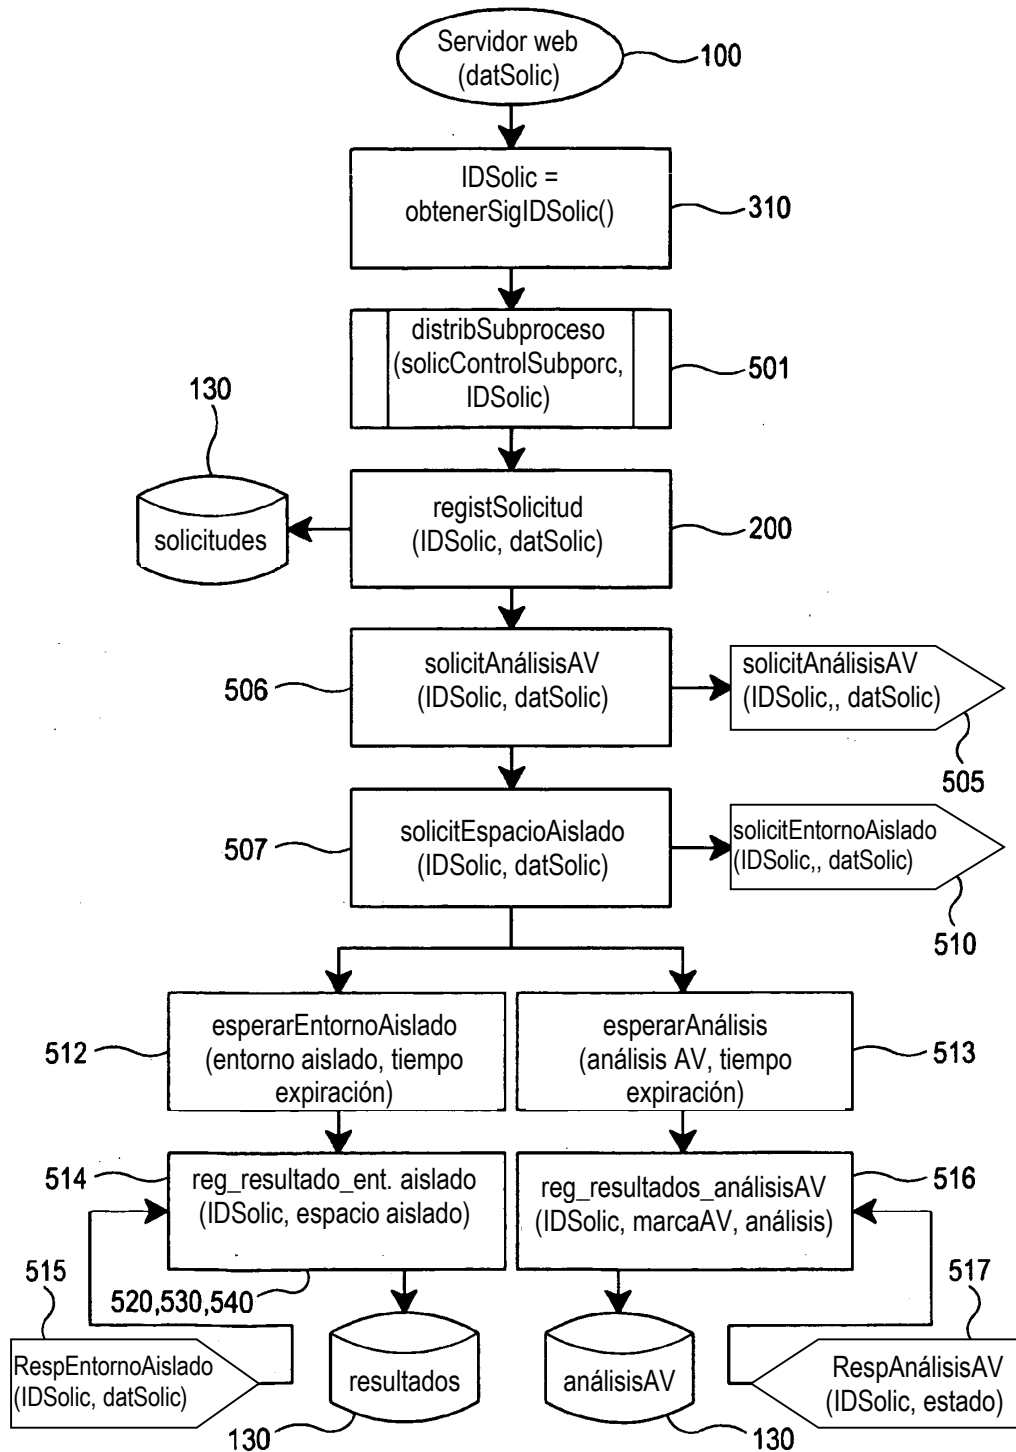 Servidor web
(datSolic)
100
IDSolic =
obtenerSigIDSolic()
310
distribSubproceso
(solicControlSubporc,
IDSolic)
501
130
solicitudes
registSolicitud
(IDSolic, datSolic)
200
506
solicitAnálisisAV
(IDSolic, datSolic)
solicitAnálisisAV
(IDSolic,, datSolic)
505
507
solicitEspacioAislado
(IDSolic, datSolic)
solicitEntornoAislado
(IDSolic,, datSolic)
510
512
esperarEntornoAislado
(entorno aislado, tiempo
expiración)
esperarAnálisis
(análisis AV, tiempo
expiración)
513
514
reg_resultado_ent. aislado
(IDSolic, espacio aislado)
reg_resultados_análisisAV
(IDSolic, marcaAV, análisis)
516
515
520,530,540
517
RespEntornoAislado
(IDSolic, datSolic)
resultados
análisisAV
RespAnálisisAV
(IDSolic, estado)
130
130